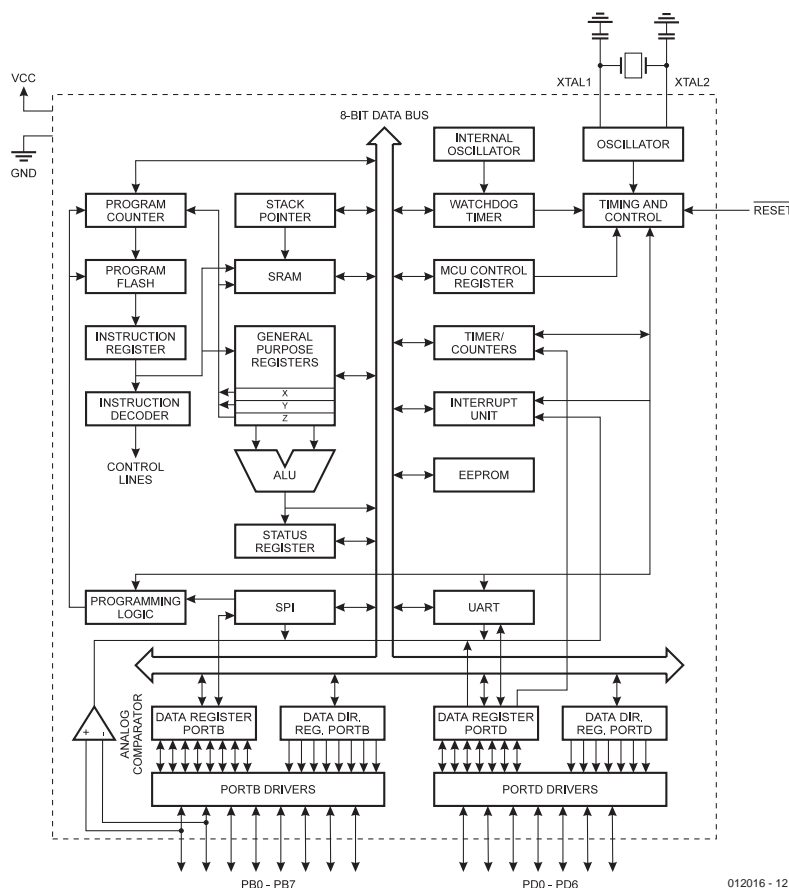 XTAL1
XTAL2
VCC
GND
8-BIT DATA BUS
INTERNAL
OSCILLATOR
OSCILLATOR
PROGRAM
COUNTER
STACK
POINTER
WATCHDOG
TIMER
TIMING AND
CONTROL
RESET
PROGRAM
FLASH
SRAM
MCU CONTROL
REGISTER
INSTRUCTION
REGISTER
GENERAL
PURPOSE
REGISTERS
TIMER/
COUNTERS
X
Y
Z
INSTRUCTION
DECODER
INTERRUPT
UNIT
CONTROL
LINES
ALU
EEPROM
STATUS
REGISTER
PROGRAMMING
LOGIC
SPI
UART
ANALOG
COMPARATOR
+
-
DATA REGISTER
PORTB
DATA DIR,
REG, PORTB
DATA REGISTER
PORTD
DATA DIR,
REG, PORTD
PORTB DRIVERS
PORTD DRIVERS
PB0 - PB7
PD0 - PD6
012016 - 12